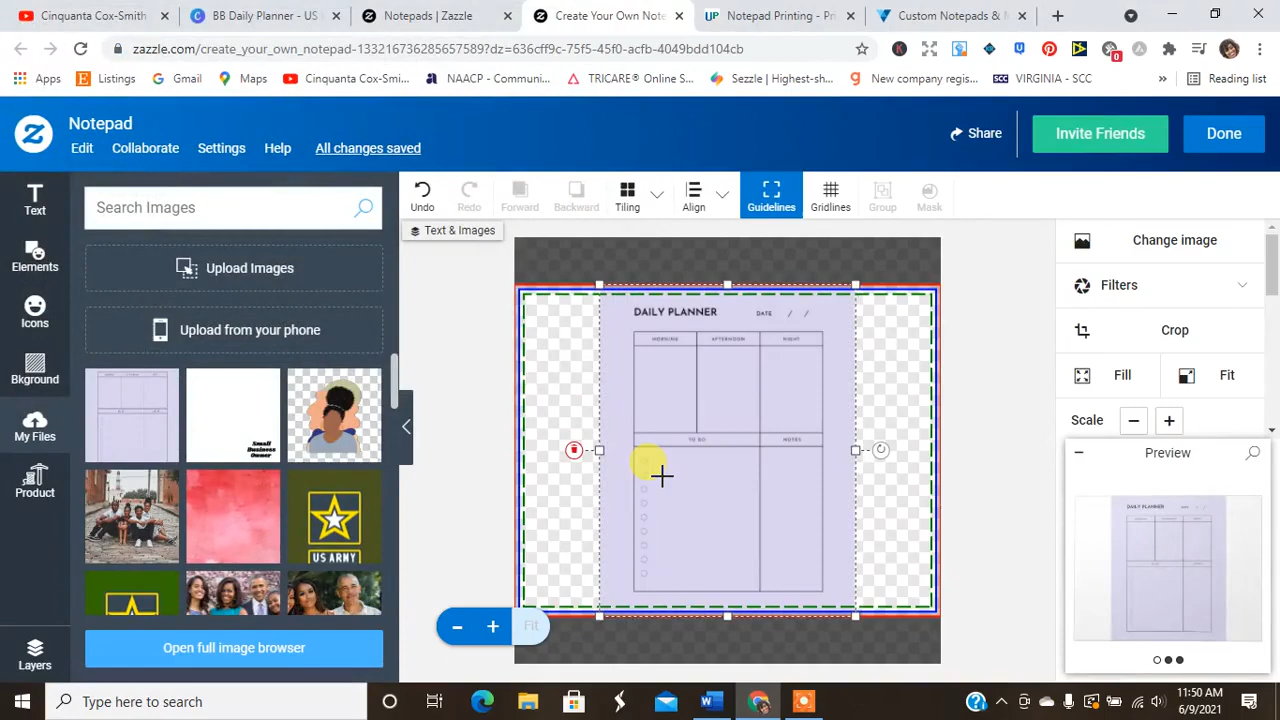 Cinquanta Cox-Smith
BB Daily Planner - US
Notepads | Zazzle
Create Your Own Note
Notepad Printing - Pr
Custom Notepads & M
zazzle.com/create_your_own_notepad-133216736285657589?dz=636cff9c-75f5-45f0-acfb-4049bdd104cb
Apps
Listings
Gmail
Maps
Cinquanta Cox-Smi...
NAACP - Communi...
TRICARE® Online S...
Sezzle | Highest-sh...
New company regis...
VIRGINIA - SCC
Reading list
Notepad
Edit
Collaborate
Settings
Help
All changes saved
Share
Invite Friends
Done
Text
Elements
Icons
Bkground
My Files
Product
Layers
Search Images
Upload Images
Upload from your phone
Small
Business
Owner
US ARMY
Open full image browser
Undo
Redo
Forward
Backward
Tiling
Align
Guidelines
Gridlines
Group
Mask
Text & Images
DAILY PLANNER
DATE / /
MORNING AFTERNOON NIGHT
TO DO NOTES
Fit
Change image
Filters
Crop
Fill
Fit
Scale
Preview
DAILY PLANNER
Type here to search
11:50 AM
6/9/2021